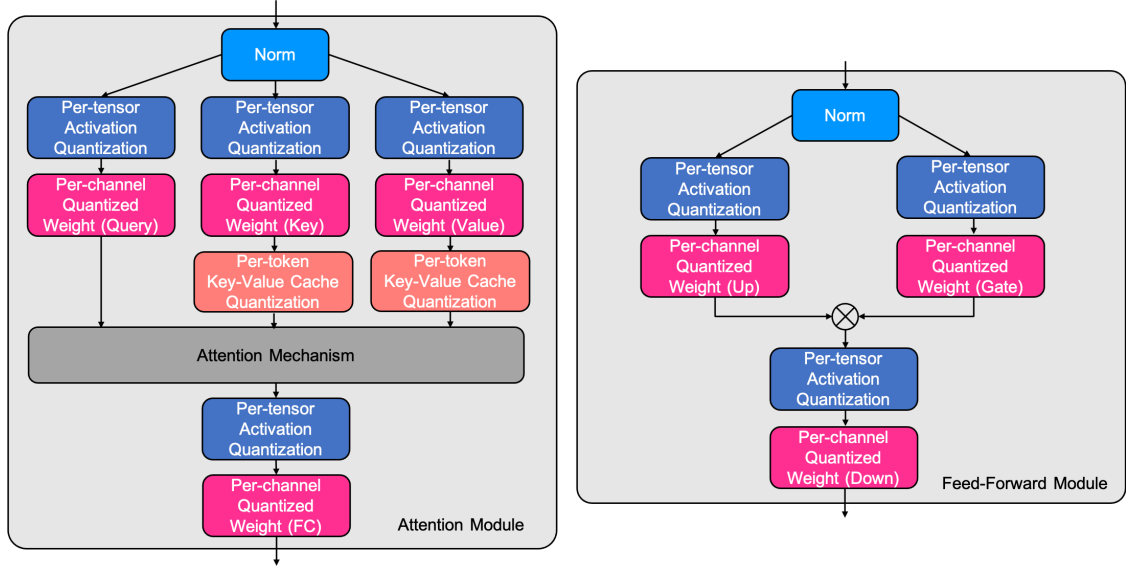 Norm
Per-tensor
Activation
Quantization
Per-tensor
Activation
Quantization
Per-tensor
Activation
Quantization
Per-channel
Quantized
Weight (Query)
Per-channel
Quantized
Weight (Key)
Per-channel
Quantized
Weight (Value)
Per-token
Key-Value Cache
Quantization
Per-token
Key-Value Cache
Quantization
Attention Mechanism
Per-tensor
Activation
Quantization
Per-channel
Quantized
Weight (FC)
Attention Module
Norm
Per-tensor
Activation
Quantization
Per-tensor
Activation
Quantization
Per-channel
Quantized
Weight (Up)
Per-channel
Quantized
Weight (Gate)
Per-tensor
Activation
Quantization
Per-channel
Quantized
Weight (Down)
Feed-Forward Module